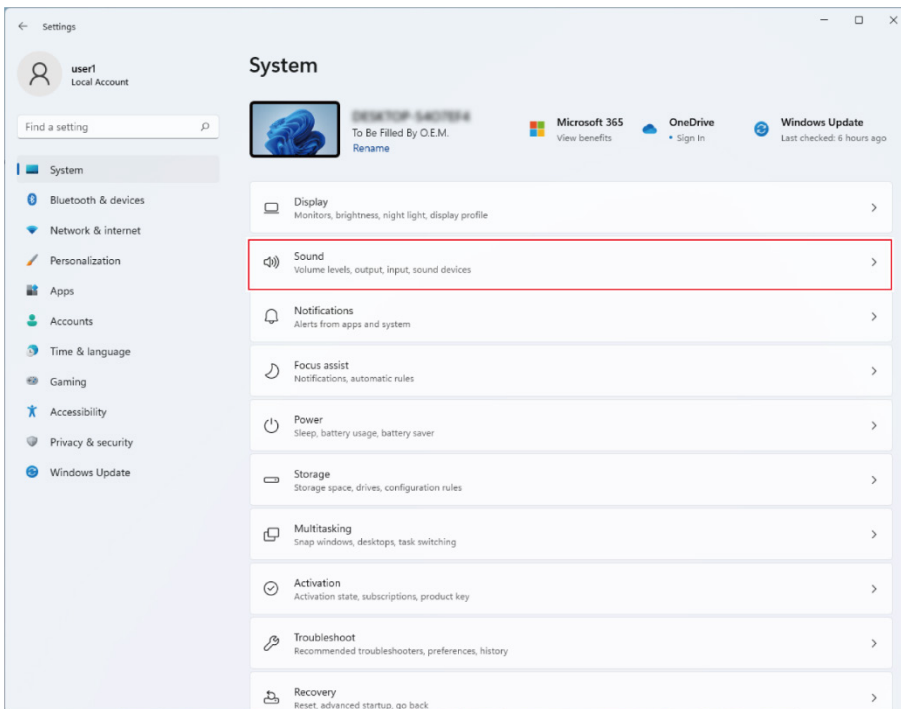 Settings
user1
Local Account
Find a setting
System
Bluetooth & devices
Network & internet
Personalization
Apps
Accounts
Time & language
Gaming
Accessibility
Privacy & security
Windows Update
System
To Be Filled By O.E.M.
Rename
Microsoft 365
View benefits
OneDrive
• Sign In
Windows Update
Last checked: 6 hours ago
Display
Monitors, brightness, night light, display profile
Sound
Volume levels, output, input, sound devices
Notifications
Alerts from apps and system
Focus assist
Notifications, automatic rules
Power
Sleep, battery usage, battery saver
Storage
Storage space, drives, configuration rules
Multitasking
Snap windows, desktops, task switching
Activation
Activation state, subscriptions, product key
Troubleshoot
Recommended troubleshooters, preferences, history
Recovery
Reset, advanced startup, go back